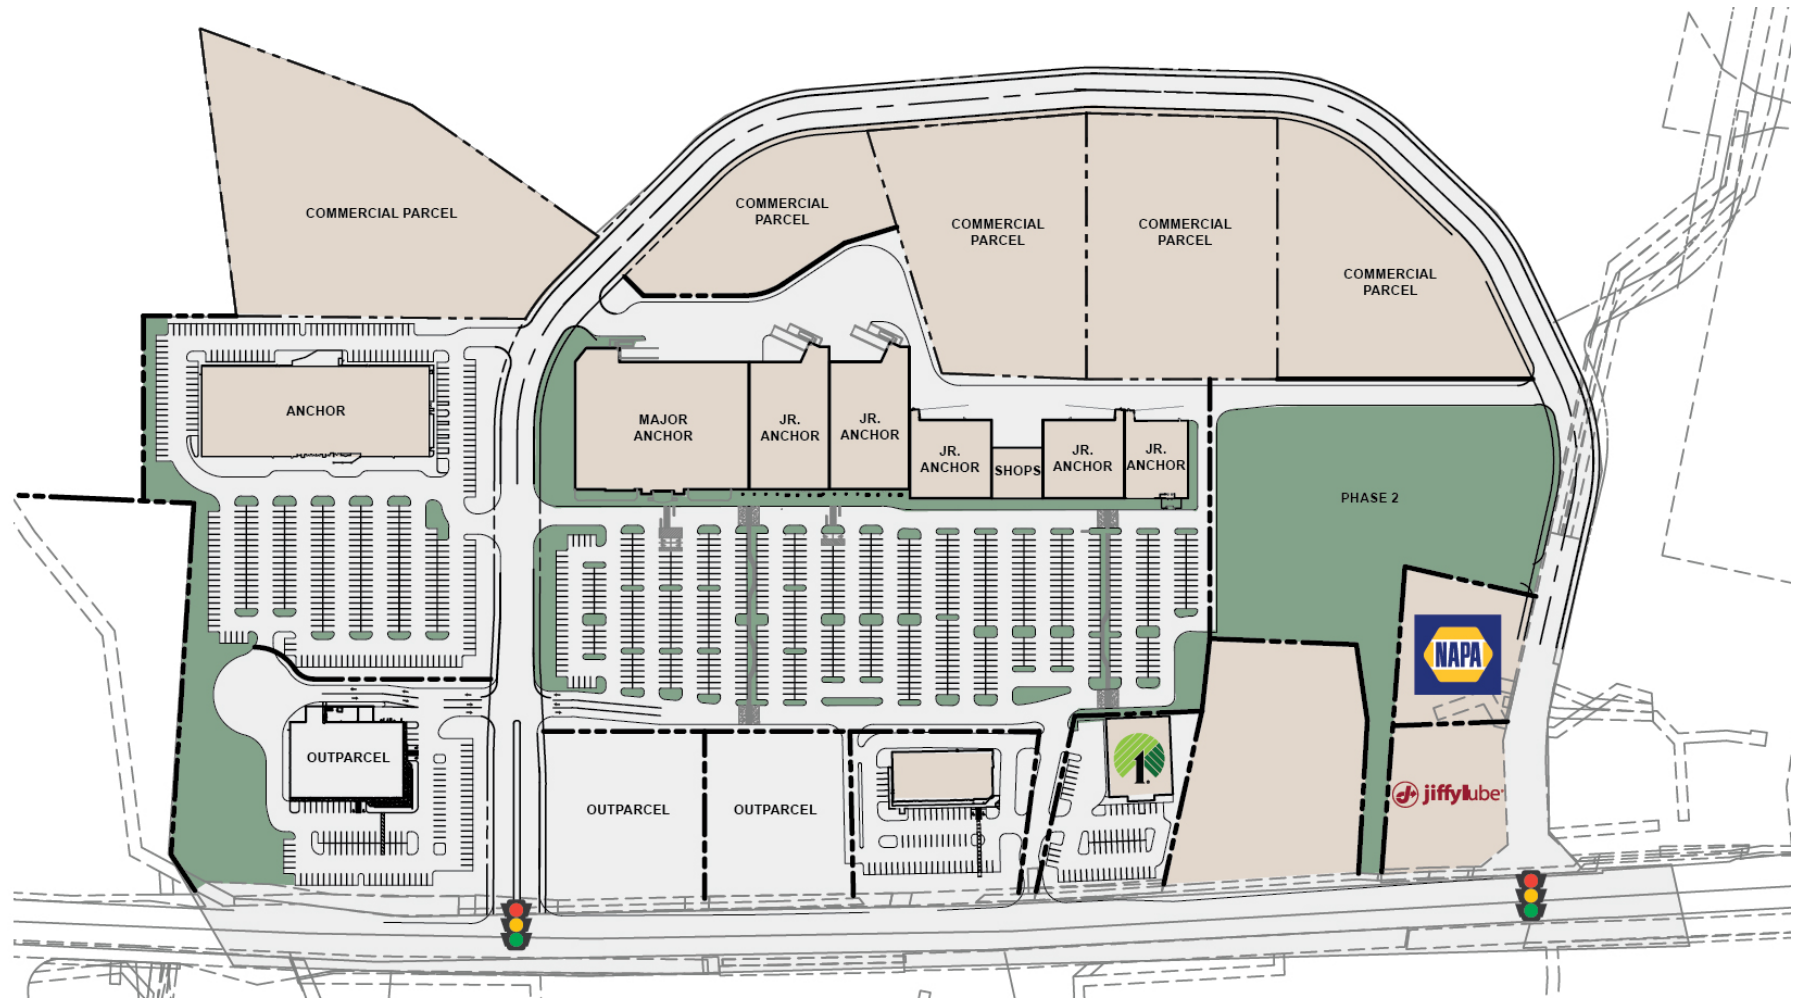 COMMERCIAL PARCEL
COMMERCIAL
PARCEL
COMMERCIAL
PARCEL
COMMERCIAL
PARCEL
COMMERCIAL
PARCEL
ANCHOR
MAJOR
ANCHOR
JR.
ANCHOR
JR.
ANCHOR
JR.
ANCHOR
SHOPS
JR.
ANCHOR
JR.
ANCHOR
PHASE 2
NAPA
OUTPARCEL
OUTPARCEL
OUTPARCEL
1.
jiffylube